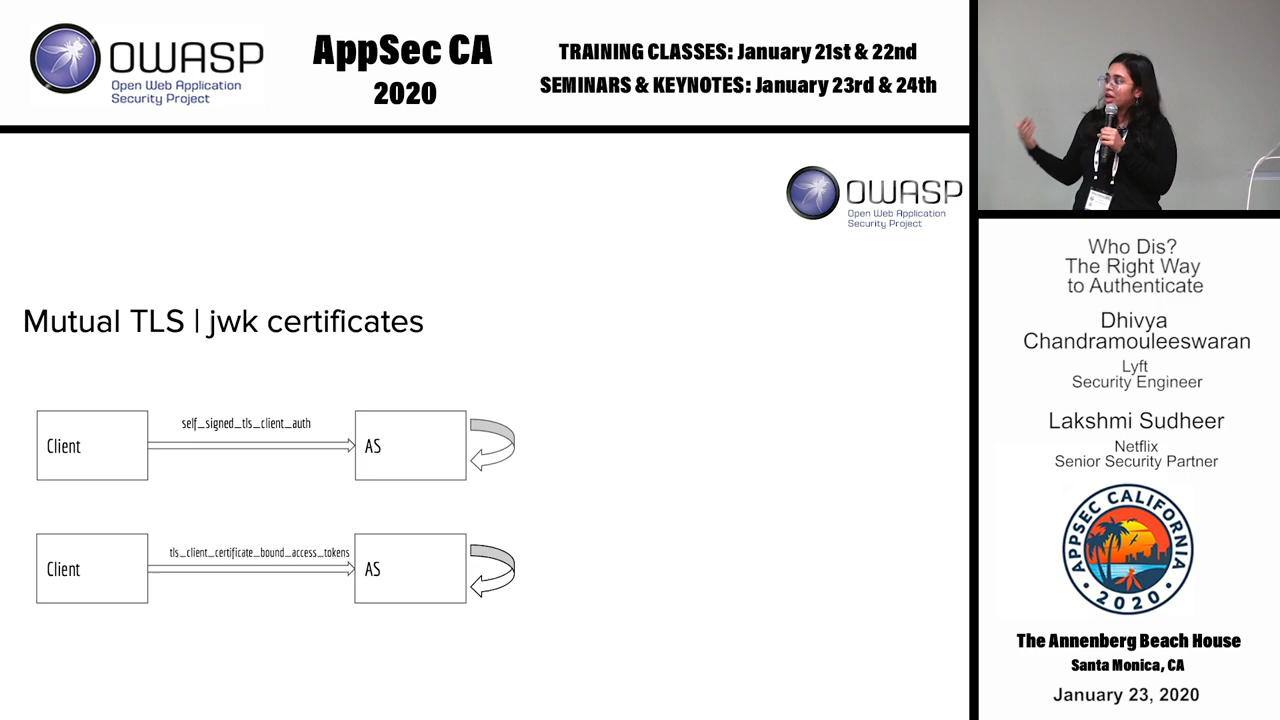 OWASP
Open Web Application
Security Project
AppSec CA
2020
TRAINING CLASSES: January 21st & 22nd
SEMINARS & KEYNOTES: January 23rd & 24th
OWASP
Open Web Application
Security Project
Mutual TLS | jwk certificates
Client
self_signed_tls_client_auth
AS
Client
tls_client_certificate_bound_access_tokens
AS
Who Dis?
The Right Way
to Authenticate
Dhivya
Chandramouleeswaran
Lyft
Security Engineer
Lakshmi Sudheer
Netflix
Senior Security Partner
APPSEC CALIFORNIA
2020
The Annenberg Beach House
Santa Monica, CA
January 23, 2020